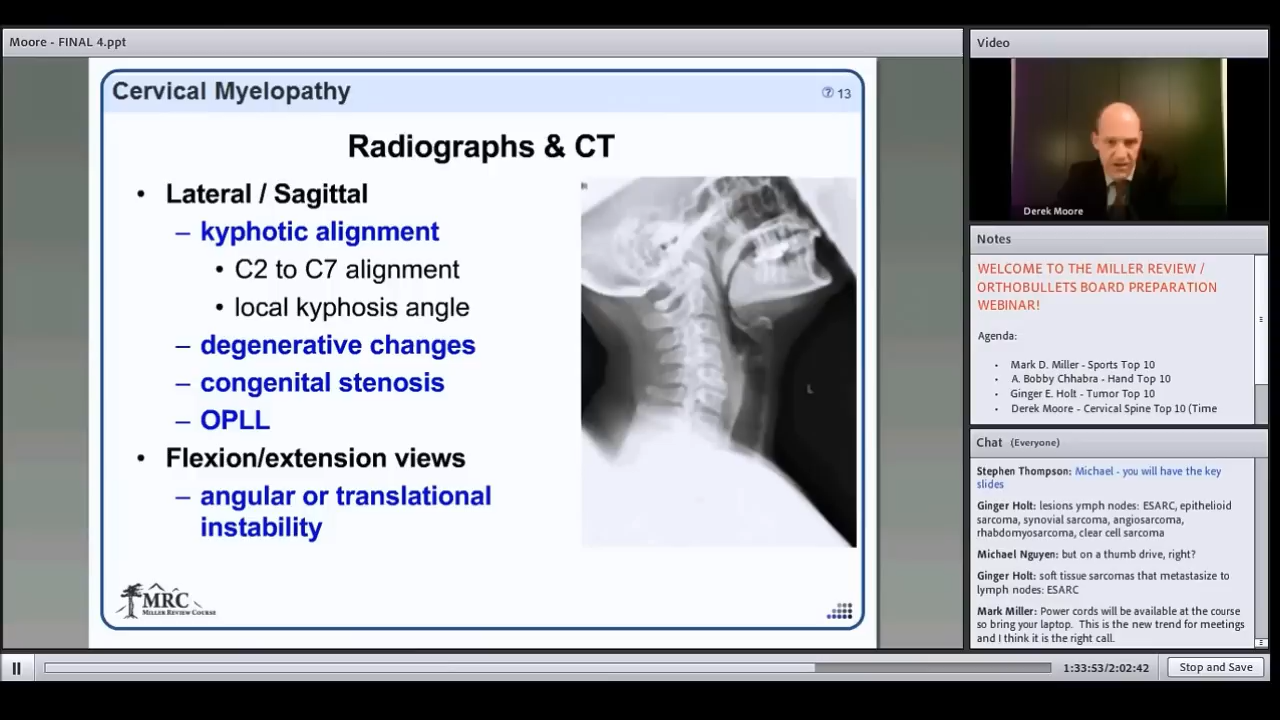 Moore - FINAL 4.ppt
Cervical Myelopathy
? 13
Radiographs & CT
• Lateral / Sagittal
– kyphotic alignment
• C2 to C7 alignment
• local kyphosis angle
– degenerative changes
– congenital stenosis
– OPLL
• Flexion/extension views
– angular or translational
instability
L
MRC
MILLER REVIEW COURSE
Video
Derek Moore
Notes
WELCOME TO THE MILLER REVIEW /
ORTHOBULLETS BOARD PREPARATION
WEBINAR!
Agenda:
• Mark D. Miller - Sports Top 10
• A. Bobby Chhabra - Hand Top 10
• Ginger E. Holt - Tumor Top 10
• Derek Moore - Cervical Spine Top 10 (Time
Chat (Everyone)
Stephen Thompson: Michael - you will have the key
slides
Ginger Holt: lesions ymph nodes: ESARC, epithelioid
sarcoma, synovial sarcoma, angiosarcoma,
rhabdomyosarcoma, clear cell sarcoma
Michael Nguyen: but on a thumb drive, right?
Ginger Holt: soft tissue sarcomas that metastasize to
lymph nodes: ESARC
Mark Miller: Power cords will be available at the course
so bring your laptop. This is the new trend for meetings
and I think it is the right call.
1:33:53/2:02:42
Stop and Save